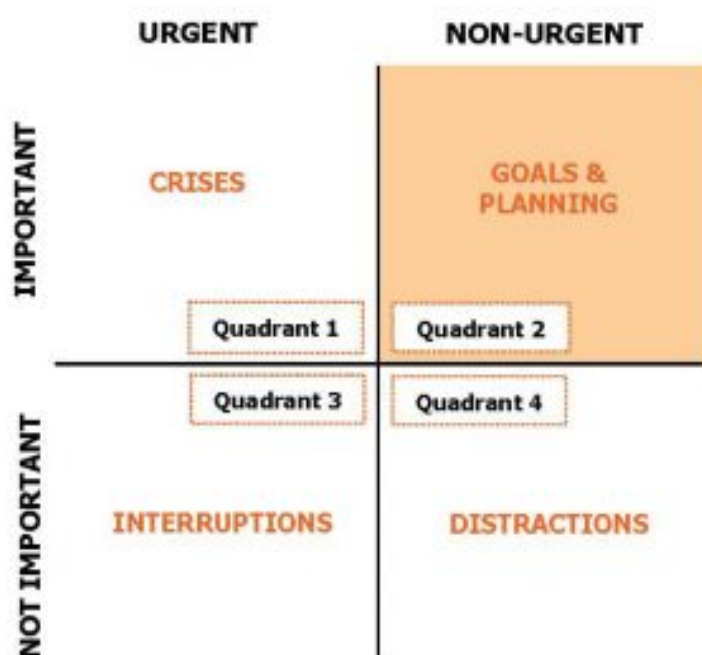 URGENT
NON-URGENT
IMPORTANT
CRISES
GOALS &
PLANNING
Quadrant 1
Quadrant 2
Quadrant 3
Quadrant 4
NOT IMPORTANT
INTERRUPTIONS
DISTRACTIONS